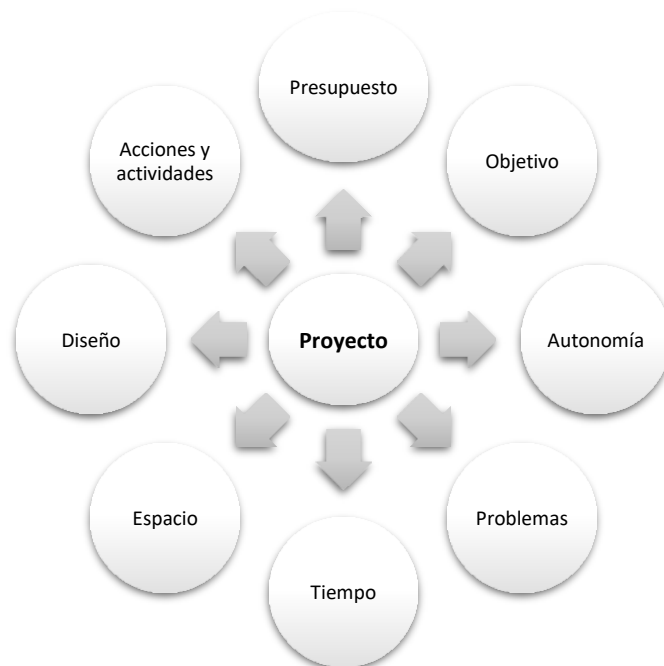 Presupuesto
Objetivo
Autonomía
Problemas
Tiempo
Espacio
Diseño
Acciones y
actividades
Proyecto